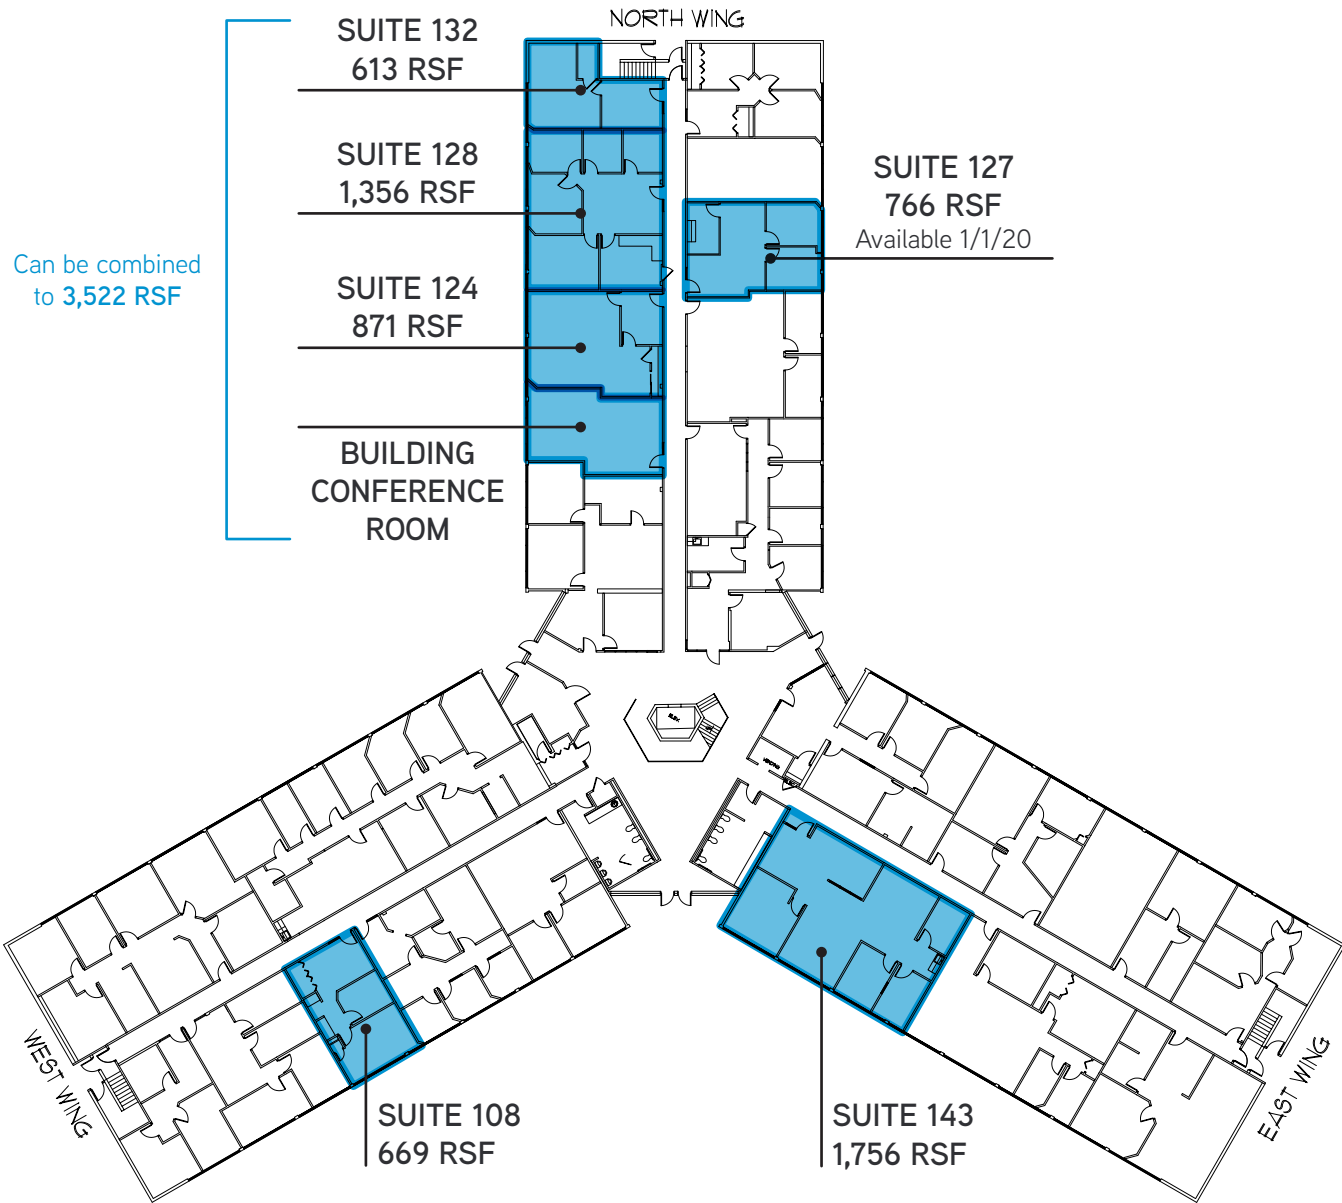 NORTH WING
SUITE 132
613 RSF
SUITE 128
1,356 RSF
SUITE 127
766 RSF
Available 1/1/20
Can be combined
to 3,522 RSF
SUITE 124
871 RSF
BUILDING
CONFERENCE
ROOM
WEST WING
EAST WING
SUITE 108
669 RSF
SUITE 143
1,756 RSF